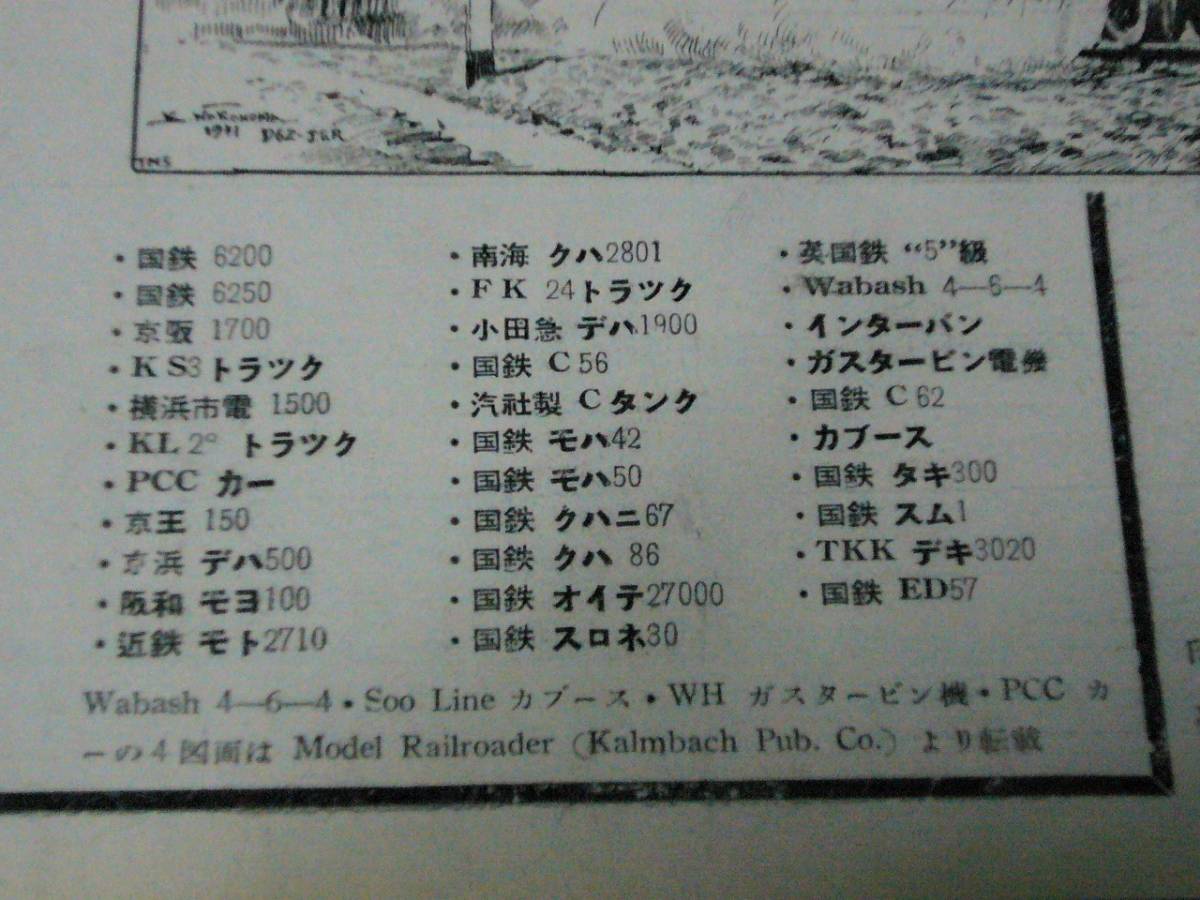 1971
TMS
・国鉄 6200
・国鉄 6250
・京阪 1700
・KS3トラツク
・横浜市電 1500
・KL2° トラツク
・PCC カー
・京王 150
・京浜 デハ500
・阪和 モヨ100
・近鉄 モト2710
・南海 クハ2801
・FK 24トラツク
・小田急 デハ1900
・国鉄 C56
・汽社製 Cタンク
・国鉄 モハ42
・国鉄 モハ50
・国鉄 クハニ67
・国鉄 クハ 86
・国鉄 オイテ27000
・国鉄 スロネ30
・英国鉄 “5”級
・Wabash 4—6—4
・インターバン
・ガスタービン電機
・国鉄 C62
・カブース
・国鉄 タキ300
・国鉄 スム1
・TKK デキ3020
・国鉄 ED57
Wabash 4—6—4・Soo Line カブース・WH ガスタービン機・PCC カ
ーの4図面は Model Railroader (Kalmbach Pub. Co.) より転載